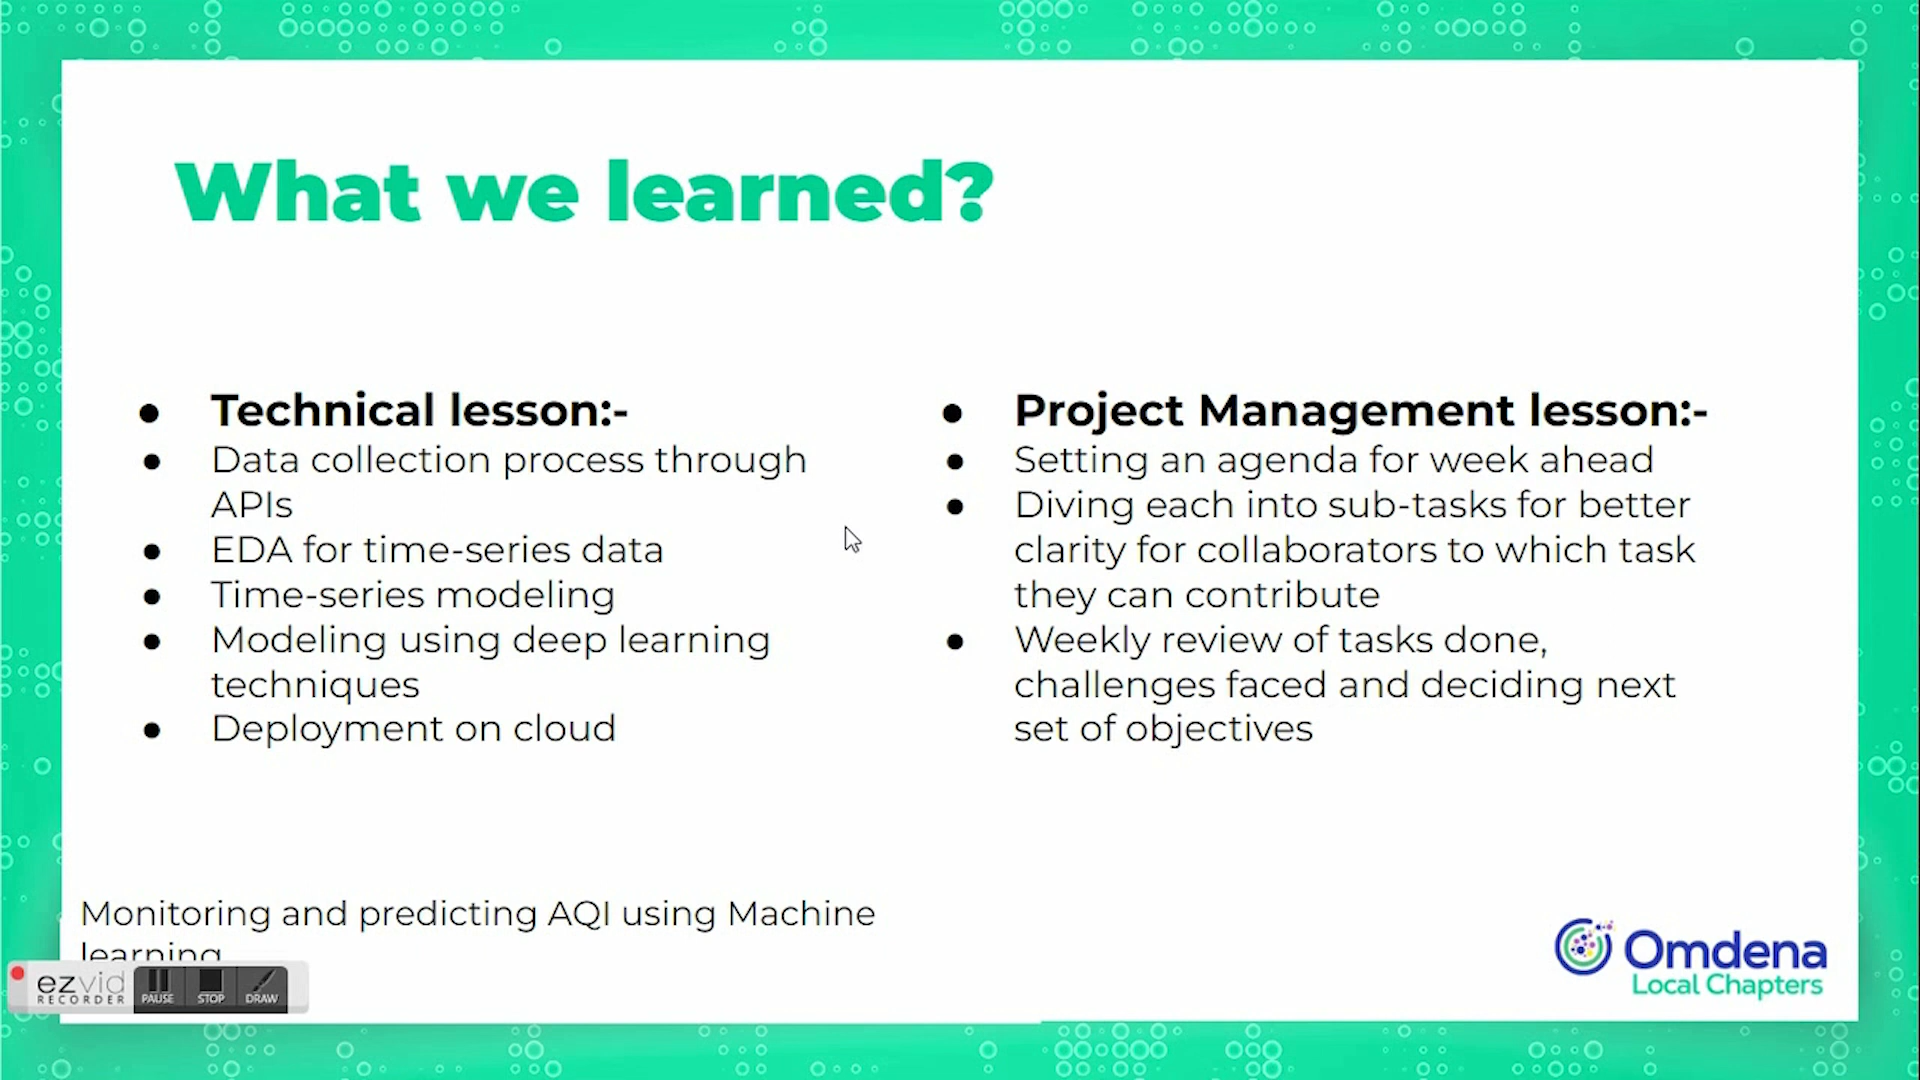 What we learned?
Technical lesson:-
Data collection process through
APIs
EDA for time-series data
Time-series modeling
Modeling using deep learning
techniques
Deployment on cloud
Project Management lesson:-
Setting an agenda for week ahead
Diving each into sub-tasks for better
clarity for collaborators to which task
they can contribute
Weekly review of tasks done,
challenges faced and deciding next
set of objectives
Monitoring and predicting AQI using Machine
learning
ezvid
RECORDER
PAUSE
STOP
DRAW
Omdena
Local Chapters